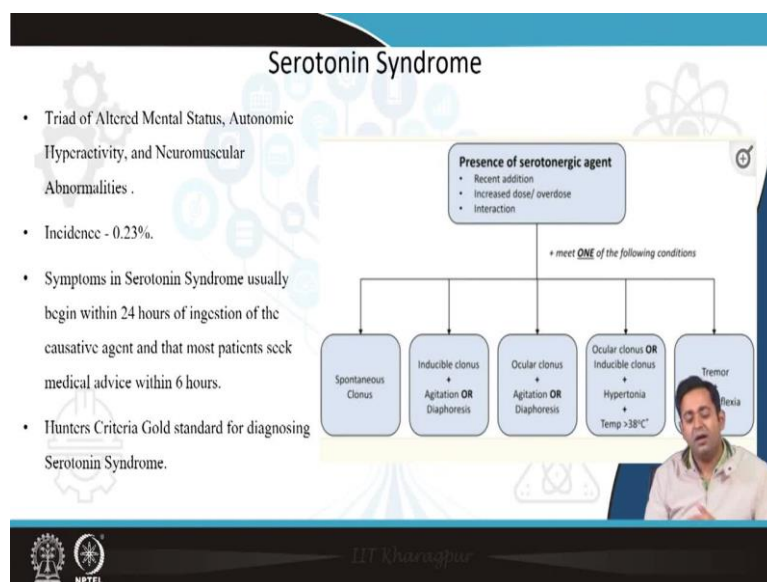 Serotonin Syndrome
• Triad of Altered Mental Status, Autonomic
Hyperactivity, and Neuromuscular
Abnormalities .
• Incidence - 0.23%.
• Symptoms in Serotonin Syndrome usually
begin within 24 hours of ingestion of the
causative agent and that most patients seek
medical advice within 6 hours.
• Hunters Criteria Gold standard for diagnosing
Serotonin Syndrome.
Presence of serotonergic agent
• Recent addition
• Increased dose/ overdose
• Interaction
+ meet ONE of the following conditions
Spontaneous
Clonus
Inducible clonus
+
Agitation OR
Diaphoresis
Ocular clonus
+
Agitation OR
Diaphoresis
Ocular clonus OR
Inducible clonus
+
Hypertonia
+
Temp >38°C
Tremor
flexia
IIT Kharagpur
NPTEL